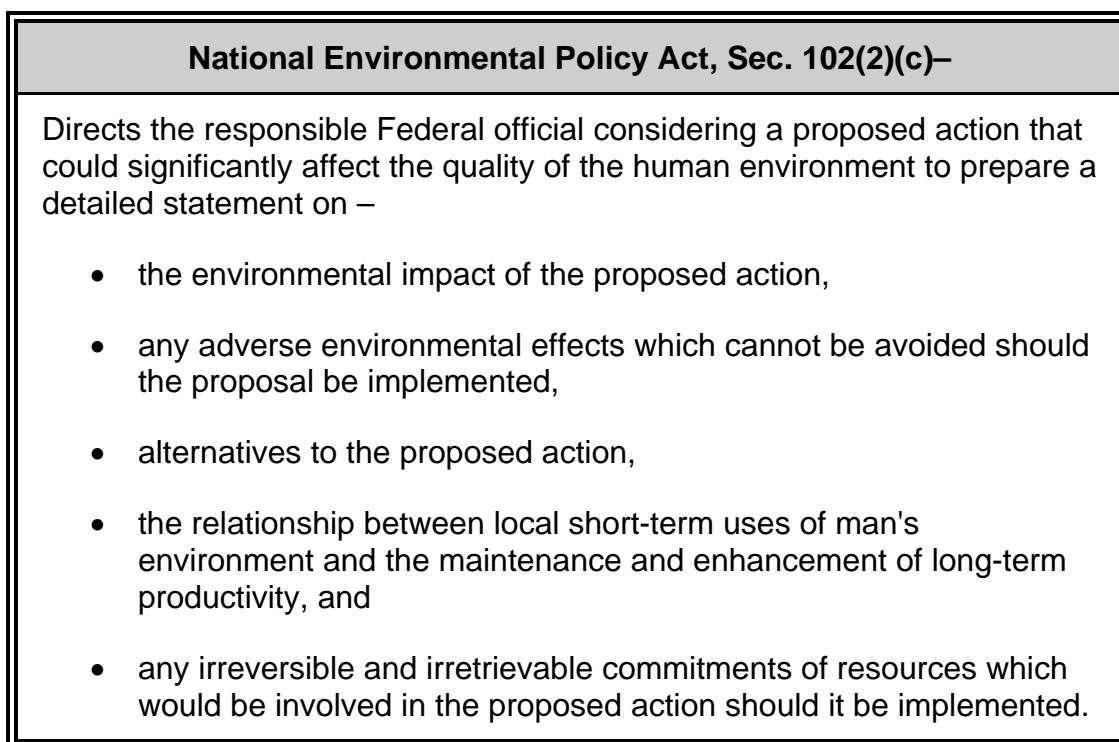 National Environmental Policy Act, Sec. 102(2)(c)–
Directs the responsible Federal official considering a proposed action that
could significantly affect the quality of the human environment to prepare a
detailed statement on –
• the environmental impact of the proposed action,
• any adverse environmental effects which cannot be avoided should
the proposal be implemented,
• alternatives to the proposed action,
• the relationship between local short-term uses of man's
environment and the maintenance and enhancement of long-term
productivity, and
• any irreversible and irretrievable commitments of resources which
would be involved in the proposed action should it be implemented.